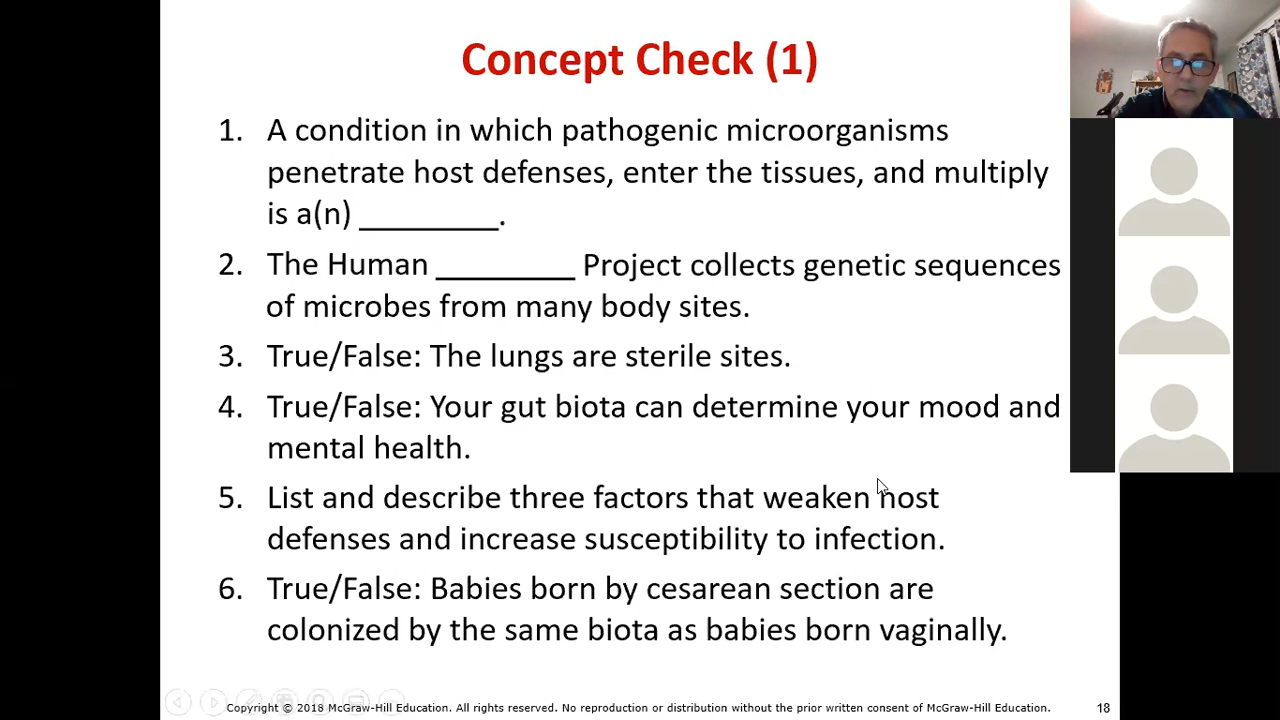 Concept Check (1)
1. A condition in which pathogenic microorganisms
penetrate host defenses, enter the tissues, and multiply
is a(n) _________.
2. The Human _________ Project collects genetic sequences
of microbes from many body sites.
3. True/False: The lungs are sterile sites.
4. True/False: Your gut biota can determine your mood and
mental health.
5. List and describe three factors that weaken host
defenses and increase susceptibility to infection.
6. True/False: Babies born by cesarean section are
colonized by the same biota as babies born vaginally.
Copyright © 2018 McGraw-Hill Education. All rights reserved. No reproduction or distribution without the prior written consent of McGraw-Hill Education.
18